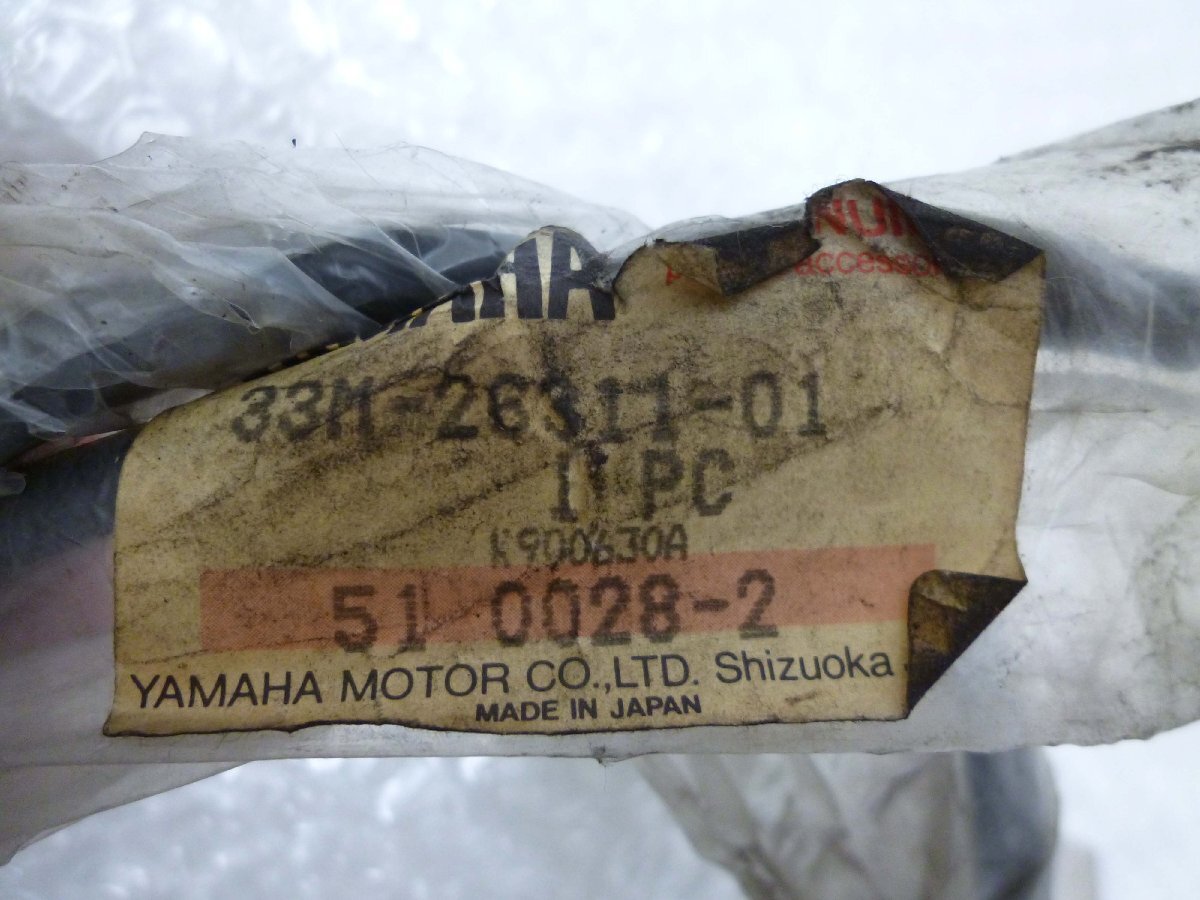 33M-26311-01
1 PC
K900630A
51 0028-2
YAMAHA MOTOR CO.,LTD. Shizuoka
MADE IN JAPAN